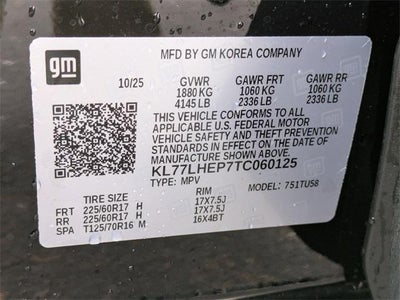 gm
MFD BY GM KOREA COMPANY
10/25 GVWR GAWR FRT GAWR RR
1880 KG 1060 KG 1060 KG
4145 LB 2336 LB 2336 LB
THIS VEHICLE CONFORMS TO ALL
APPLICABLE U.S. FEDERAL MOTOR
VEHICLE SAFETY AND THEFT PREVENTION
STANDARDS IN EFFECT ON THE DATE OF
MANUFACTURE SHOWN ABOVE.
KL77LHEP7TC060125
TYPE: MPV MODEL: 751TU58
TIRE SIZE RIM
FRT 225/60R17 H 17X7.5J
RR 225/60R17 H 17X7.5J
SPA T125/70R16 M 16X4BT